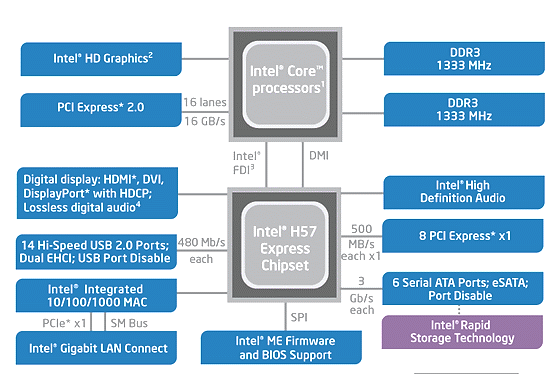 Intel® HD Graphics²
PCI Express* 2.0
16 lanes
16 GB/s
Intel® Core™
processors¹
DDR3
1333 MHz
DDR3
1333 MHz
Intel®
FDI³
DMI
Digital display: HDMI*, DVI,
DisplayPort* with HDCP;
Lossless digital audio⁴
14 Hi-Speed USB 2.0 Ports;
Dual EHCI; USB Port Disable
480 Mb/s
each
Intel® Integrated
10/100/1000 MAC
PCIe* x1
SM Bus
Intel® Gigabit LAN Connect
Intel® H57
Express
Chipset
SPI
Intel® ME Firmware
and BIOS Support
Intel® High
Definition Audio
500
MB/s
each x1
8 PCI Express* x1
3
Gb/s
each
6 Serial ATA Ports; eSATA;
Port Disable
Intel® Rapid
Storage Technology